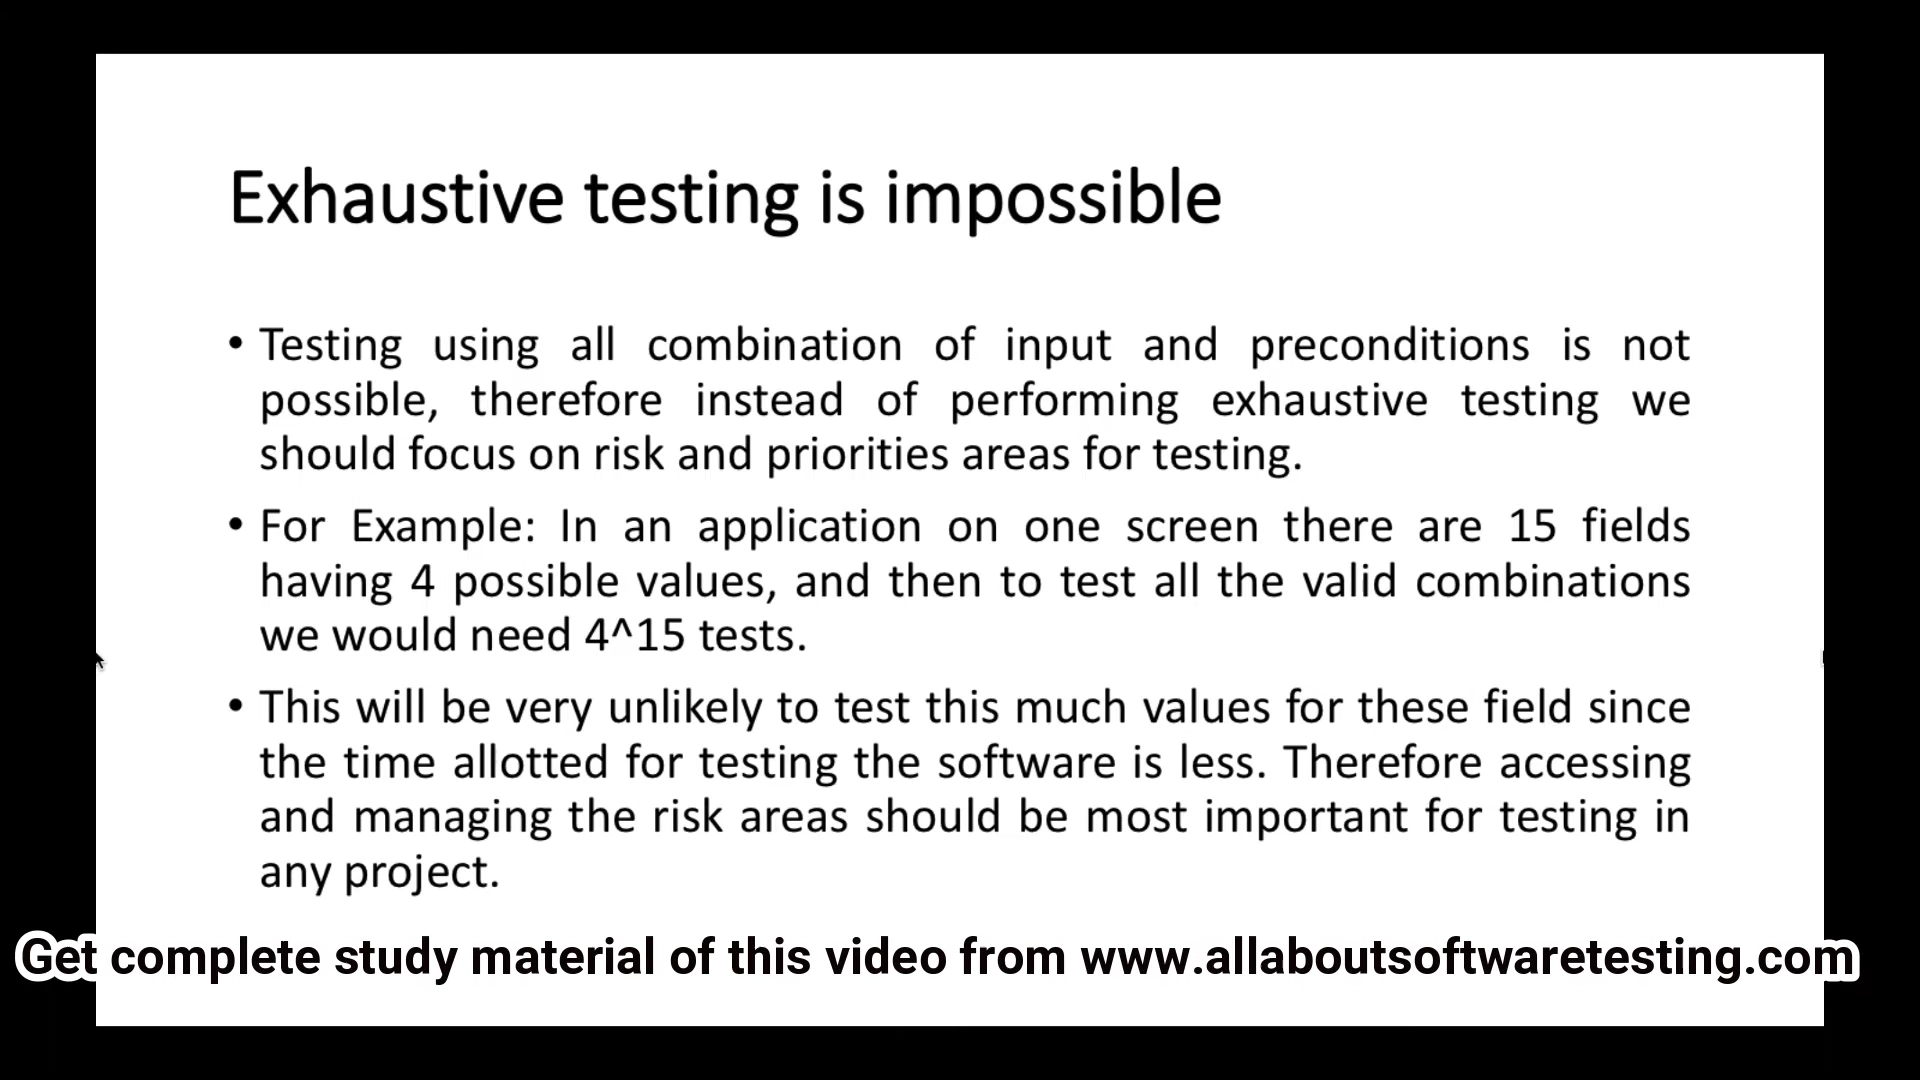 Exhaustive testing is impossible
• Testing using all combination of input and preconditions is not
possible, therefore instead of performing exhaustive testing we
should focus on risk and priorities areas for testing.
• For Example: In an application on one screen there are 15 fields
having 4 possible values, and then to test all the valid combinations
we would need 4^15 tests.
• This will be very unlikely to test this much values for these field since
the time allotted for testing the software is less. Therefore accessing
and managing the risk areas should be most important for testing in
any project.
Get complete study material of this video from www.allaboutsoftwaretesting.com